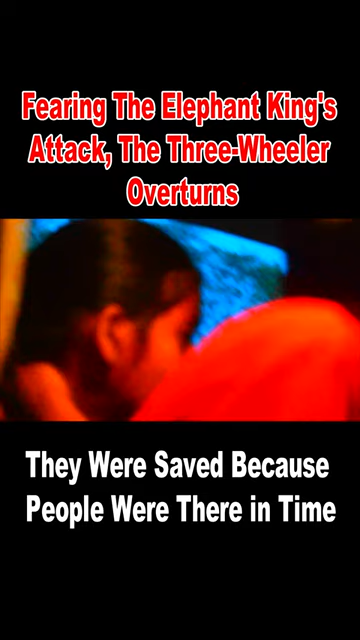 Fearing The Elephant King's
Attack, The Three-Wheeler
Overturns
They Were Saved Because
People Were There in Time